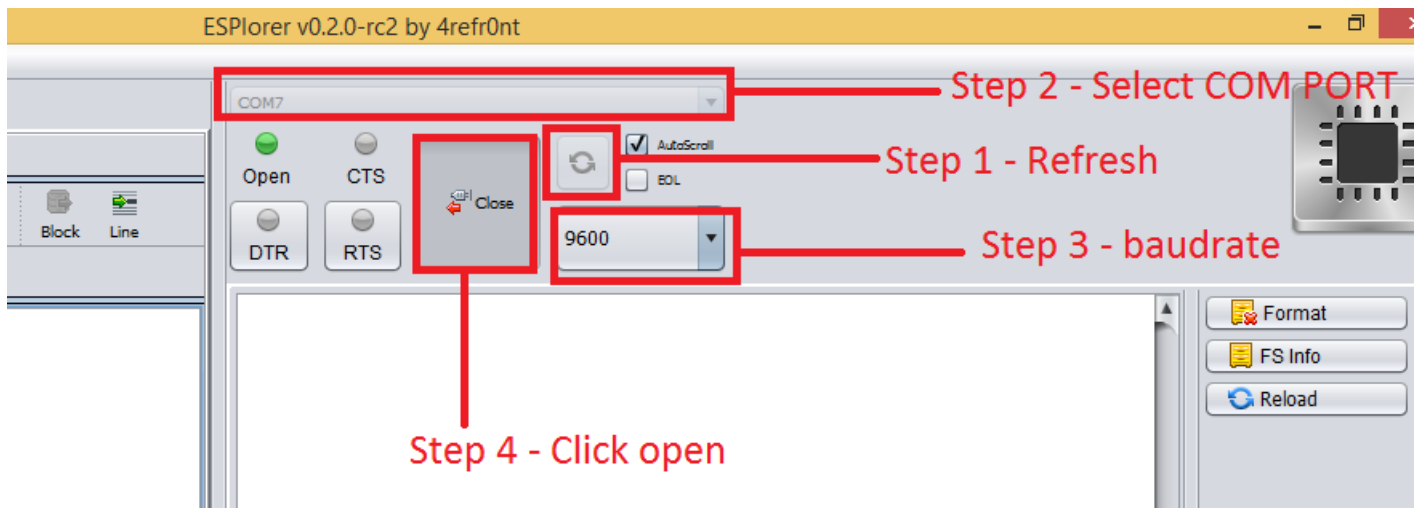 ESPlorer v0.2.0-rc2 by 4refr0nt
Step 2 - Select COM PORT
COM7
AutoScroll
Open
CTS
Close
EOL
Step 1 - Refresh
Block
Line
DTR
RTS
9600
Step 3 - baudrate
Format
FS Info
Reload
Step 4 - Click open